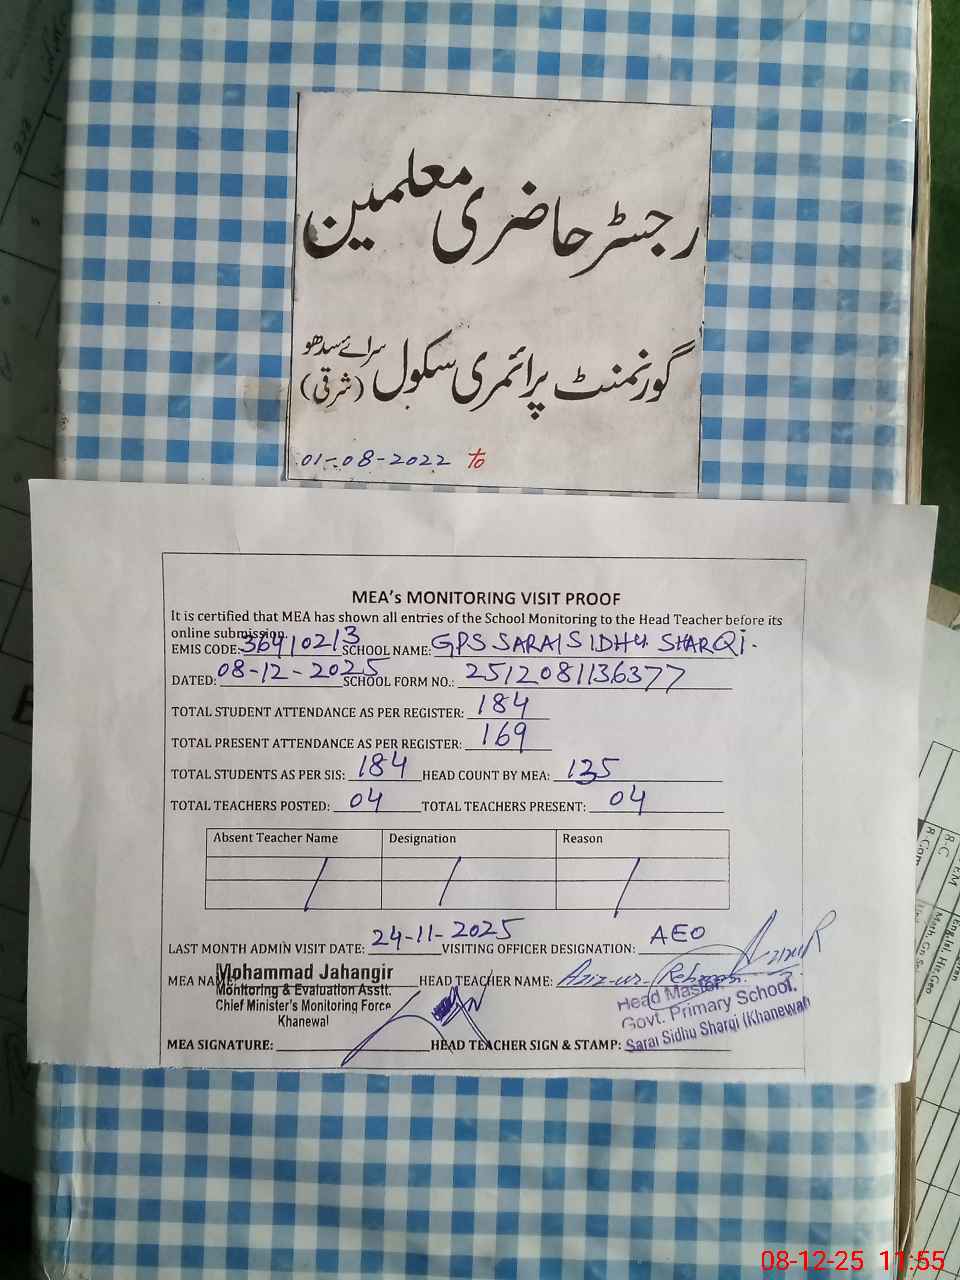 رجسٹر حاضری معلمین
گورنمنٹ پرائمری سکول سرائے سدھو (شرقی)
01-08-2022 to
MEA's MONITORING VISIT PROOF
It is certified that MEA has shown all entries of the School Monitoring to the Head Teacher before its
online submission.
EMIS CODE: 36410213 SCHOOL NAME: GPS SARAI SIDHU SHARQI.
DATED: 08-12-2025 SCHOOL FORM NO.: 2512081136377
TOTAL STUDENT ATTENDANCE AS PER REGISTER: 184
TOTAL PRESENT ATTENDANCE AS PER REGISTER: 169
TOTAL STUDENTS AS PER SIS: 184 HEAD COUNT BY MEA: 135
TOTAL TEACHERS POSTED: 04 TOTAL TEACHERS PRESENT: 04
Absent Teacher Name Designation Reason
LAST MONTH ADMIN VISIT DATE: 24-11-2025 VISITING OFFICER DESIGNATION: AEO
MEA NAME: Mohammad Jahangir HEAD TEACHER NAME: Aziz-ur-Rehman
Monitoring & Evaluation Asstt.
Chief Minister's Monitoring Force
Khanewal
Head Master
Govt. Primary School.
Sarai Sidhu Sharqi (Khanewal)
MEA SIGNATURE: HEAD TEACHER SIGN & STAMP:
08-12-25 11:55